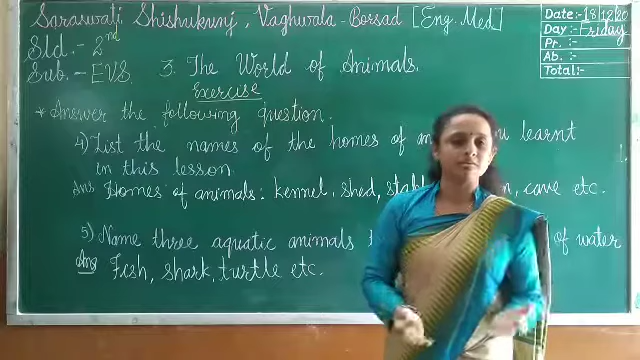 Saraswati Shishukunj, Vaghwala - Borsad [Eng. Med]
Date:- 18/12/20
Day:- Friday
Pr. :-
Ab. :-
Total:-
Std.- 2nd
Sub.- EVS 3. The World of Animals.
Exercise
* Answer the following question.
4) List the names of the homes of learnt
in this lesson.
Ans Homes of animals: kennel, shed, cave etc.
5) Name three aquatic animals of water
Ans Fish, shark, turtle etc.